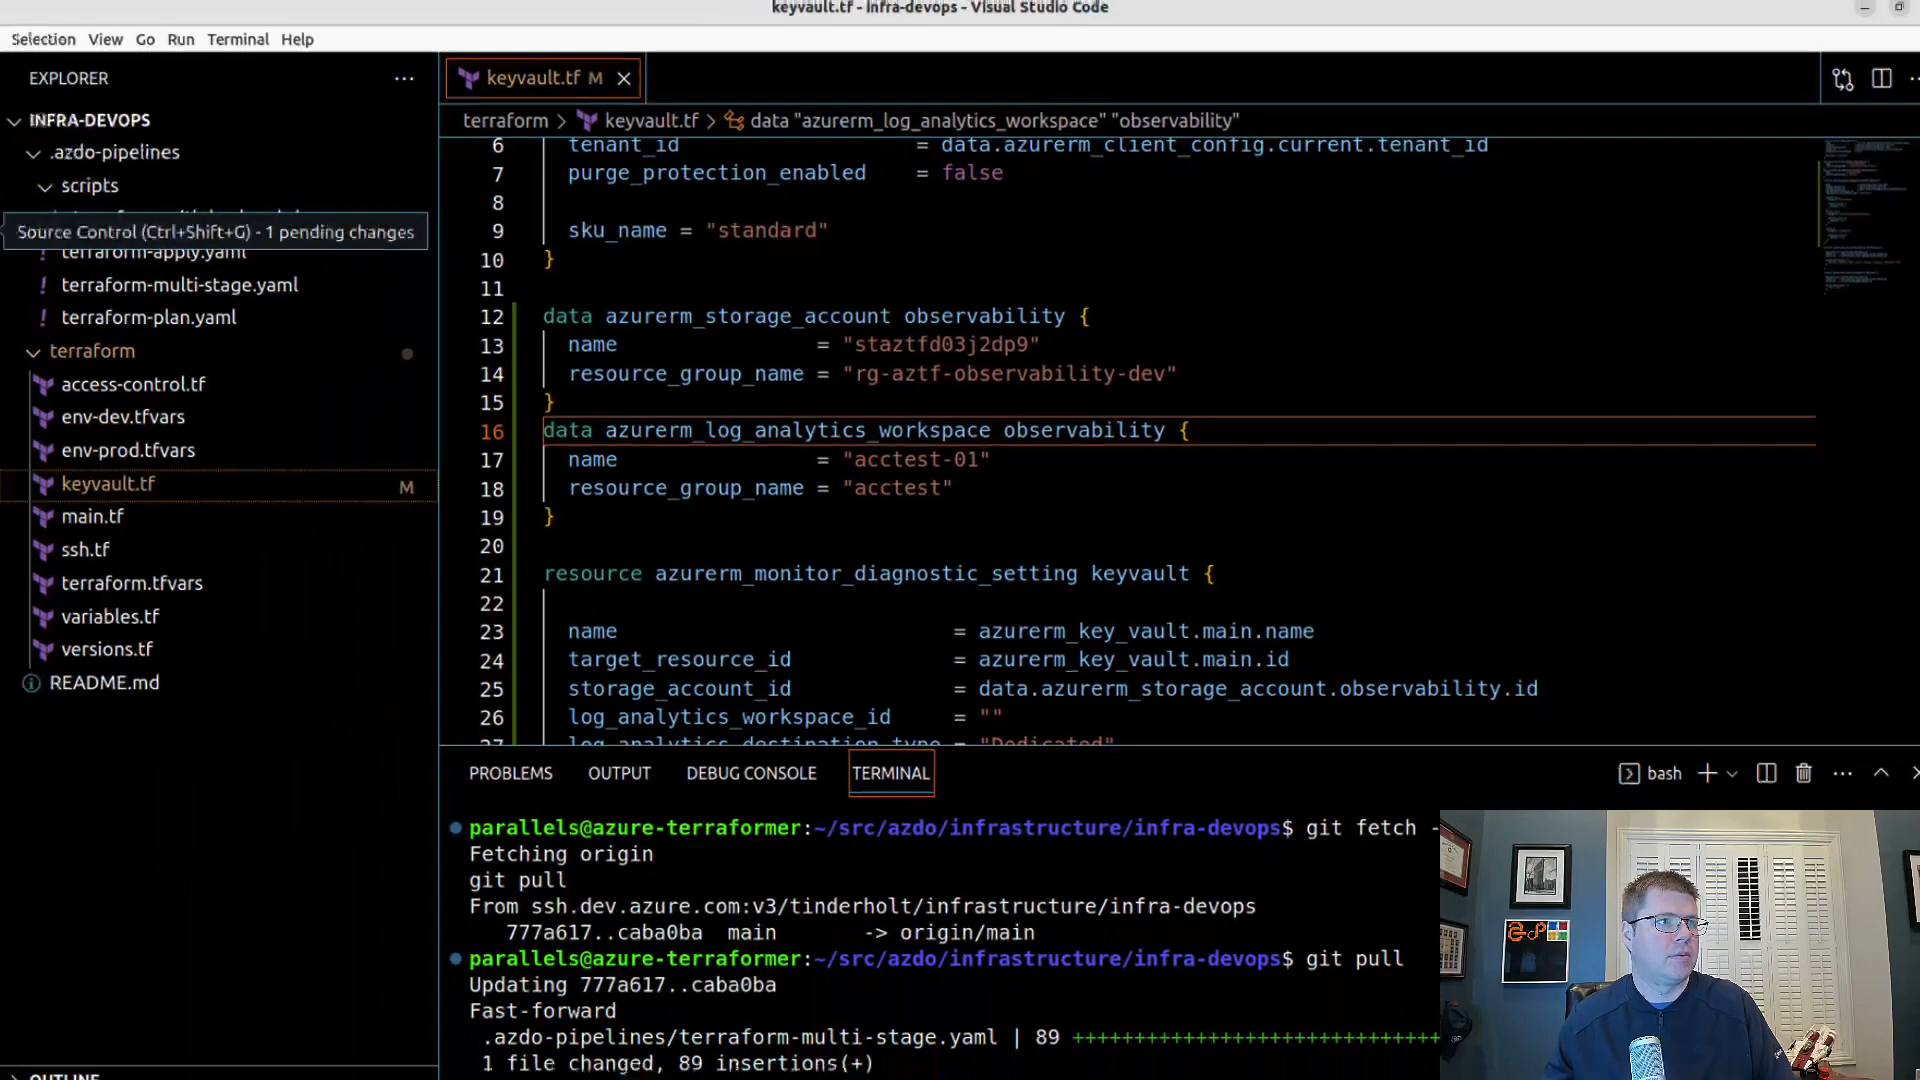 keyvault.tf - infra-devops - Visual Studio Code
Selection View Go Run Terminal Help
EXPLORER
INFRA-DEVOPS
.azdo-pipelines
scripts
Source Control (Ctrl+Shift+G) - 1 pending changes
terraform-apply.yaml
! terraform-multi-stage.yaml
! terraform-plan.yaml
terraform
access-control.tf
env-dev.tfvars
env-prod.tfvars
keyvault.tf M
main.tf
ssh.tf
terraform.tfvars
variables.tf
versions.tf
README.md
OUTLINE
keyvault.tf M
terraform > keyvault.tf > data "azurerm_log_analytics_workspace" "observability"
6 tenant_id = data.azurerm_client_config.current.tenant_id
7 purge_protection_enabled = false
8
9 sku_name = "standard"
10 }
11
12 data azurerm_storage_account observability {
13 name = "staztfd03j2dp9"
14 resource_group_name = "rg-aztf-observability-dev"
15 }
16 data azurerm_log_analytics_workspace observability {
17 name = "acctest-01"
18 resource_group_name = "acctest"
19 }
20
21 resource azurerm_monitor_diagnostic_setting keyvault {
22
23 name = azurerm_key_vault.main.name
24 target_resource_id = azurerm_key_vault.main.id
25 storage_account_id = data.azurerm_storage_account.observability.id
26 log_analytics_workspace_id = ""
27 log_analytics_destination_type = "Dedicated"
PROBLEMS OUTPUT DEBUG CONSOLE TERMINAL bash
parallels@azure-terraformer:~/src/azdo/infrastructure/infra-devops$ git fetch -
Fetching origin
git pull
From ssh.dev.azure.com:v3/tinderholt/infrastructure/infra-devops
777a617..caba0ba main -> origin/main
parallels@azure-terraformer:~/src/azdo/infrastructure/infra-devops$ git pull
Updating 777a617..caba0ba
Fast-forward
.azdo-pipelines/terraform-multi-stage.yaml | 89 +++++++++++++++++++++++++++++
1 file changed, 89 insertions(+)